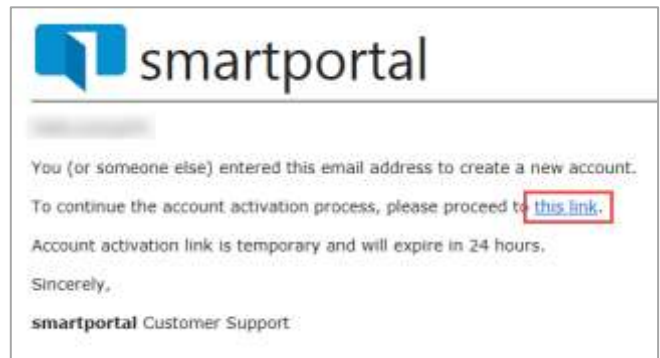 smartportal
You (or someone else) entered this email address to create a new account.
To continue the account activation process, please proceed to this link.
Account activation link is temporary and will expire in 24 hours.
Sincerely,
smartportal Customer Support